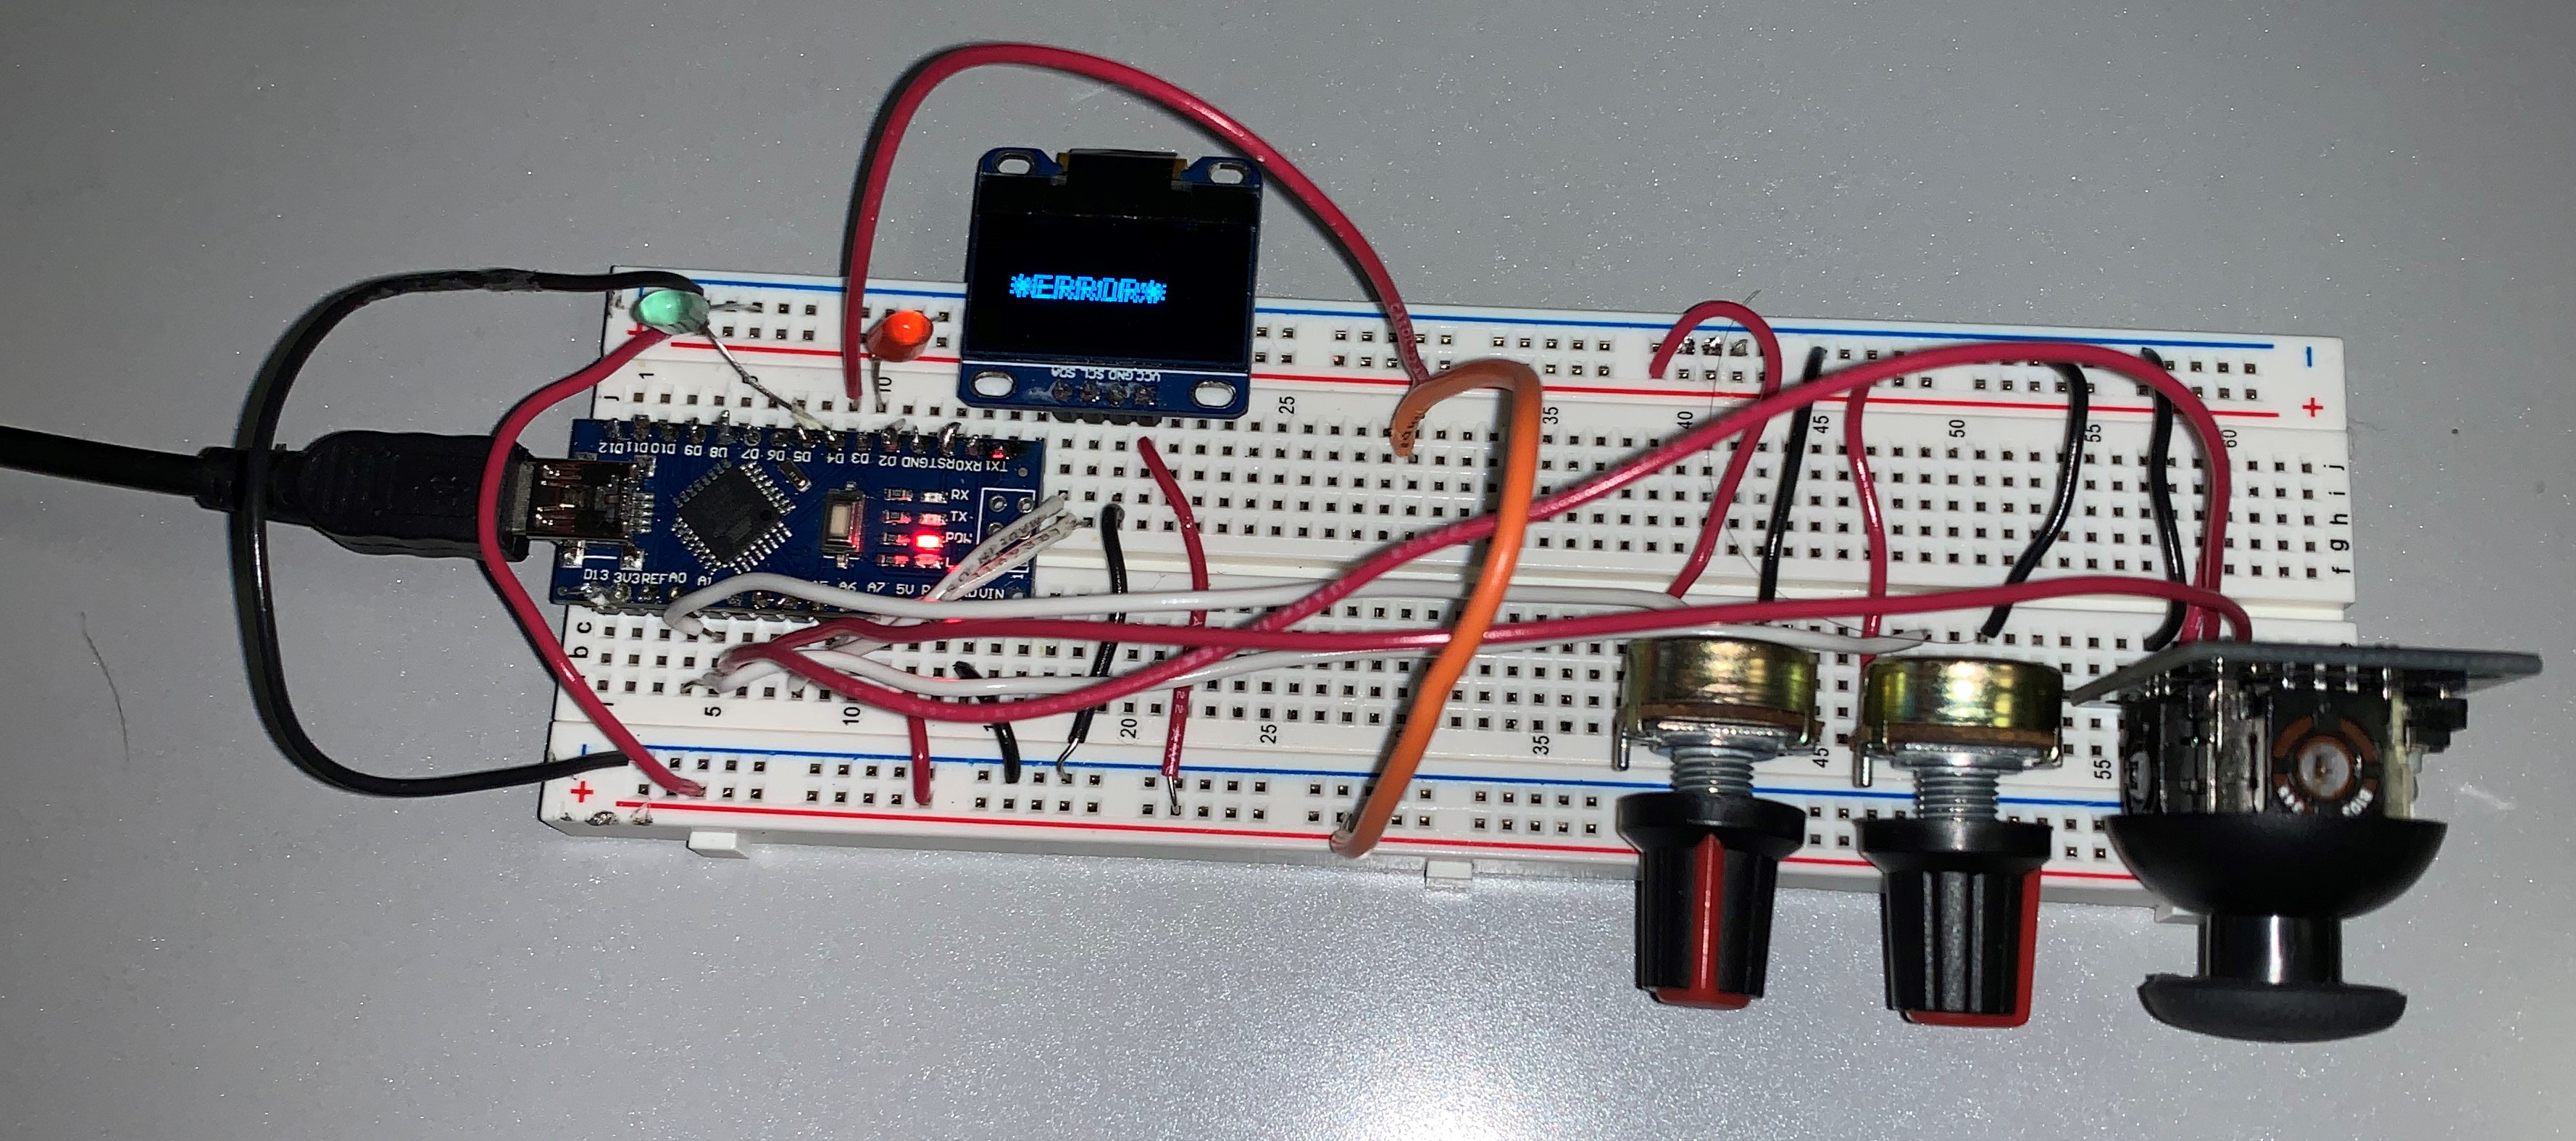 *ERROR*
SDA SCL GND VCC
- +
1 10 25 35 40 45 50 55 60
j
D12 D11 D10 D9 D8 D7 D6 D5 D4 D3 D2 GND RST RX0 TX1
RX
TX
POW
L
D13 3V3 REF A0 A1 A6 A7 5V VIN
j i h g f
c b
5 10 20 25 35 45 55
-
+